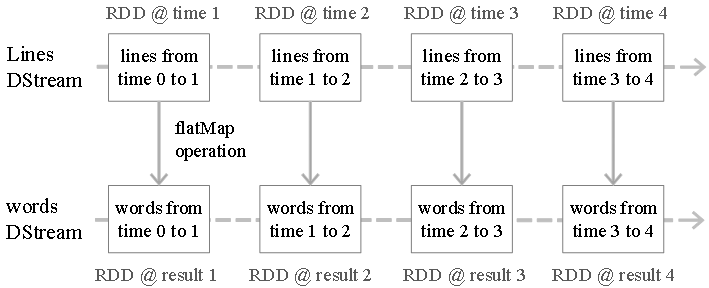 RDD @ time 1
RDD @ time 2
RDD @ time 3
RDD @ time 4
Lines
DStream
lines from
time 0 to 1
lines from
time 1 to 2
lines from
time 2 to 3
lines from
time 3 to 4
flatMap
operation
words
DStream
words from
time 0 to 1
words from
time 1 to 2
words from
time 2 to 3
words from
time 3 to 4
RDD @ result 1
RDD @ result 2
RDD @ result 3
RDD @ result 4